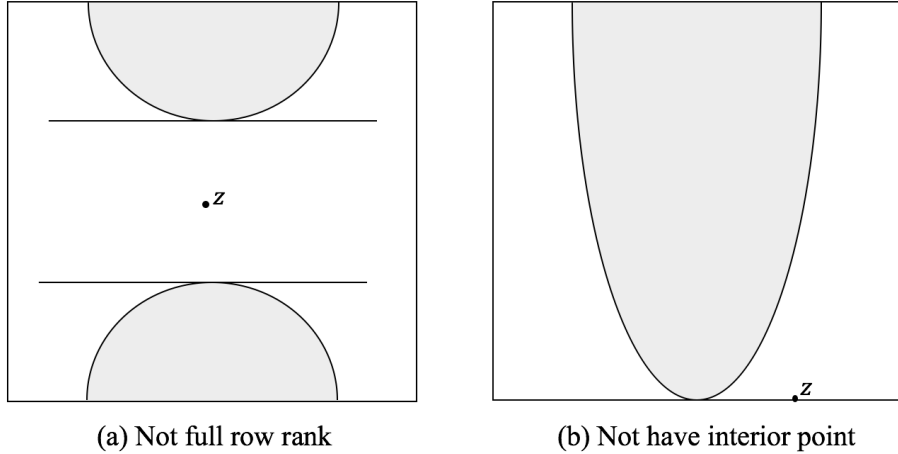 z
z
(a) Not full row rank
(b) Not have interior point